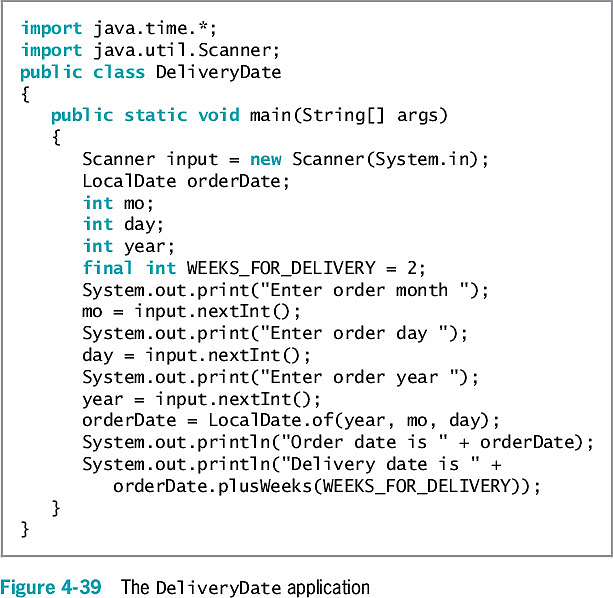 import java.time.*;
import java.util.Scanner;
public class DeliveryDate
{
   public static void main(String[] args)
   {
      Scanner input = new Scanner(System.in);
      LocalDate orderDate;
      int mo;
      int day;
      int year;
      final int WEEKS_FOR_DELIVERY = 2;
      System.out.print("Enter order month ");
      mo = input.nextInt();
      System.out.print("Enter order day ");
      day = input.nextInt();
      System.out.print("Enter order year ");
      year = input.nextInt();
      orderDate = LocalDate.of(year, mo, day);
      System.out.println("Order date is " + orderDate);
      System.out.println("Delivery date is " +
         orderDate.plusWeeks(WEEKS_FOR_DELIVERY));
   }
}
Figure 4-39 The DeliveryDate application